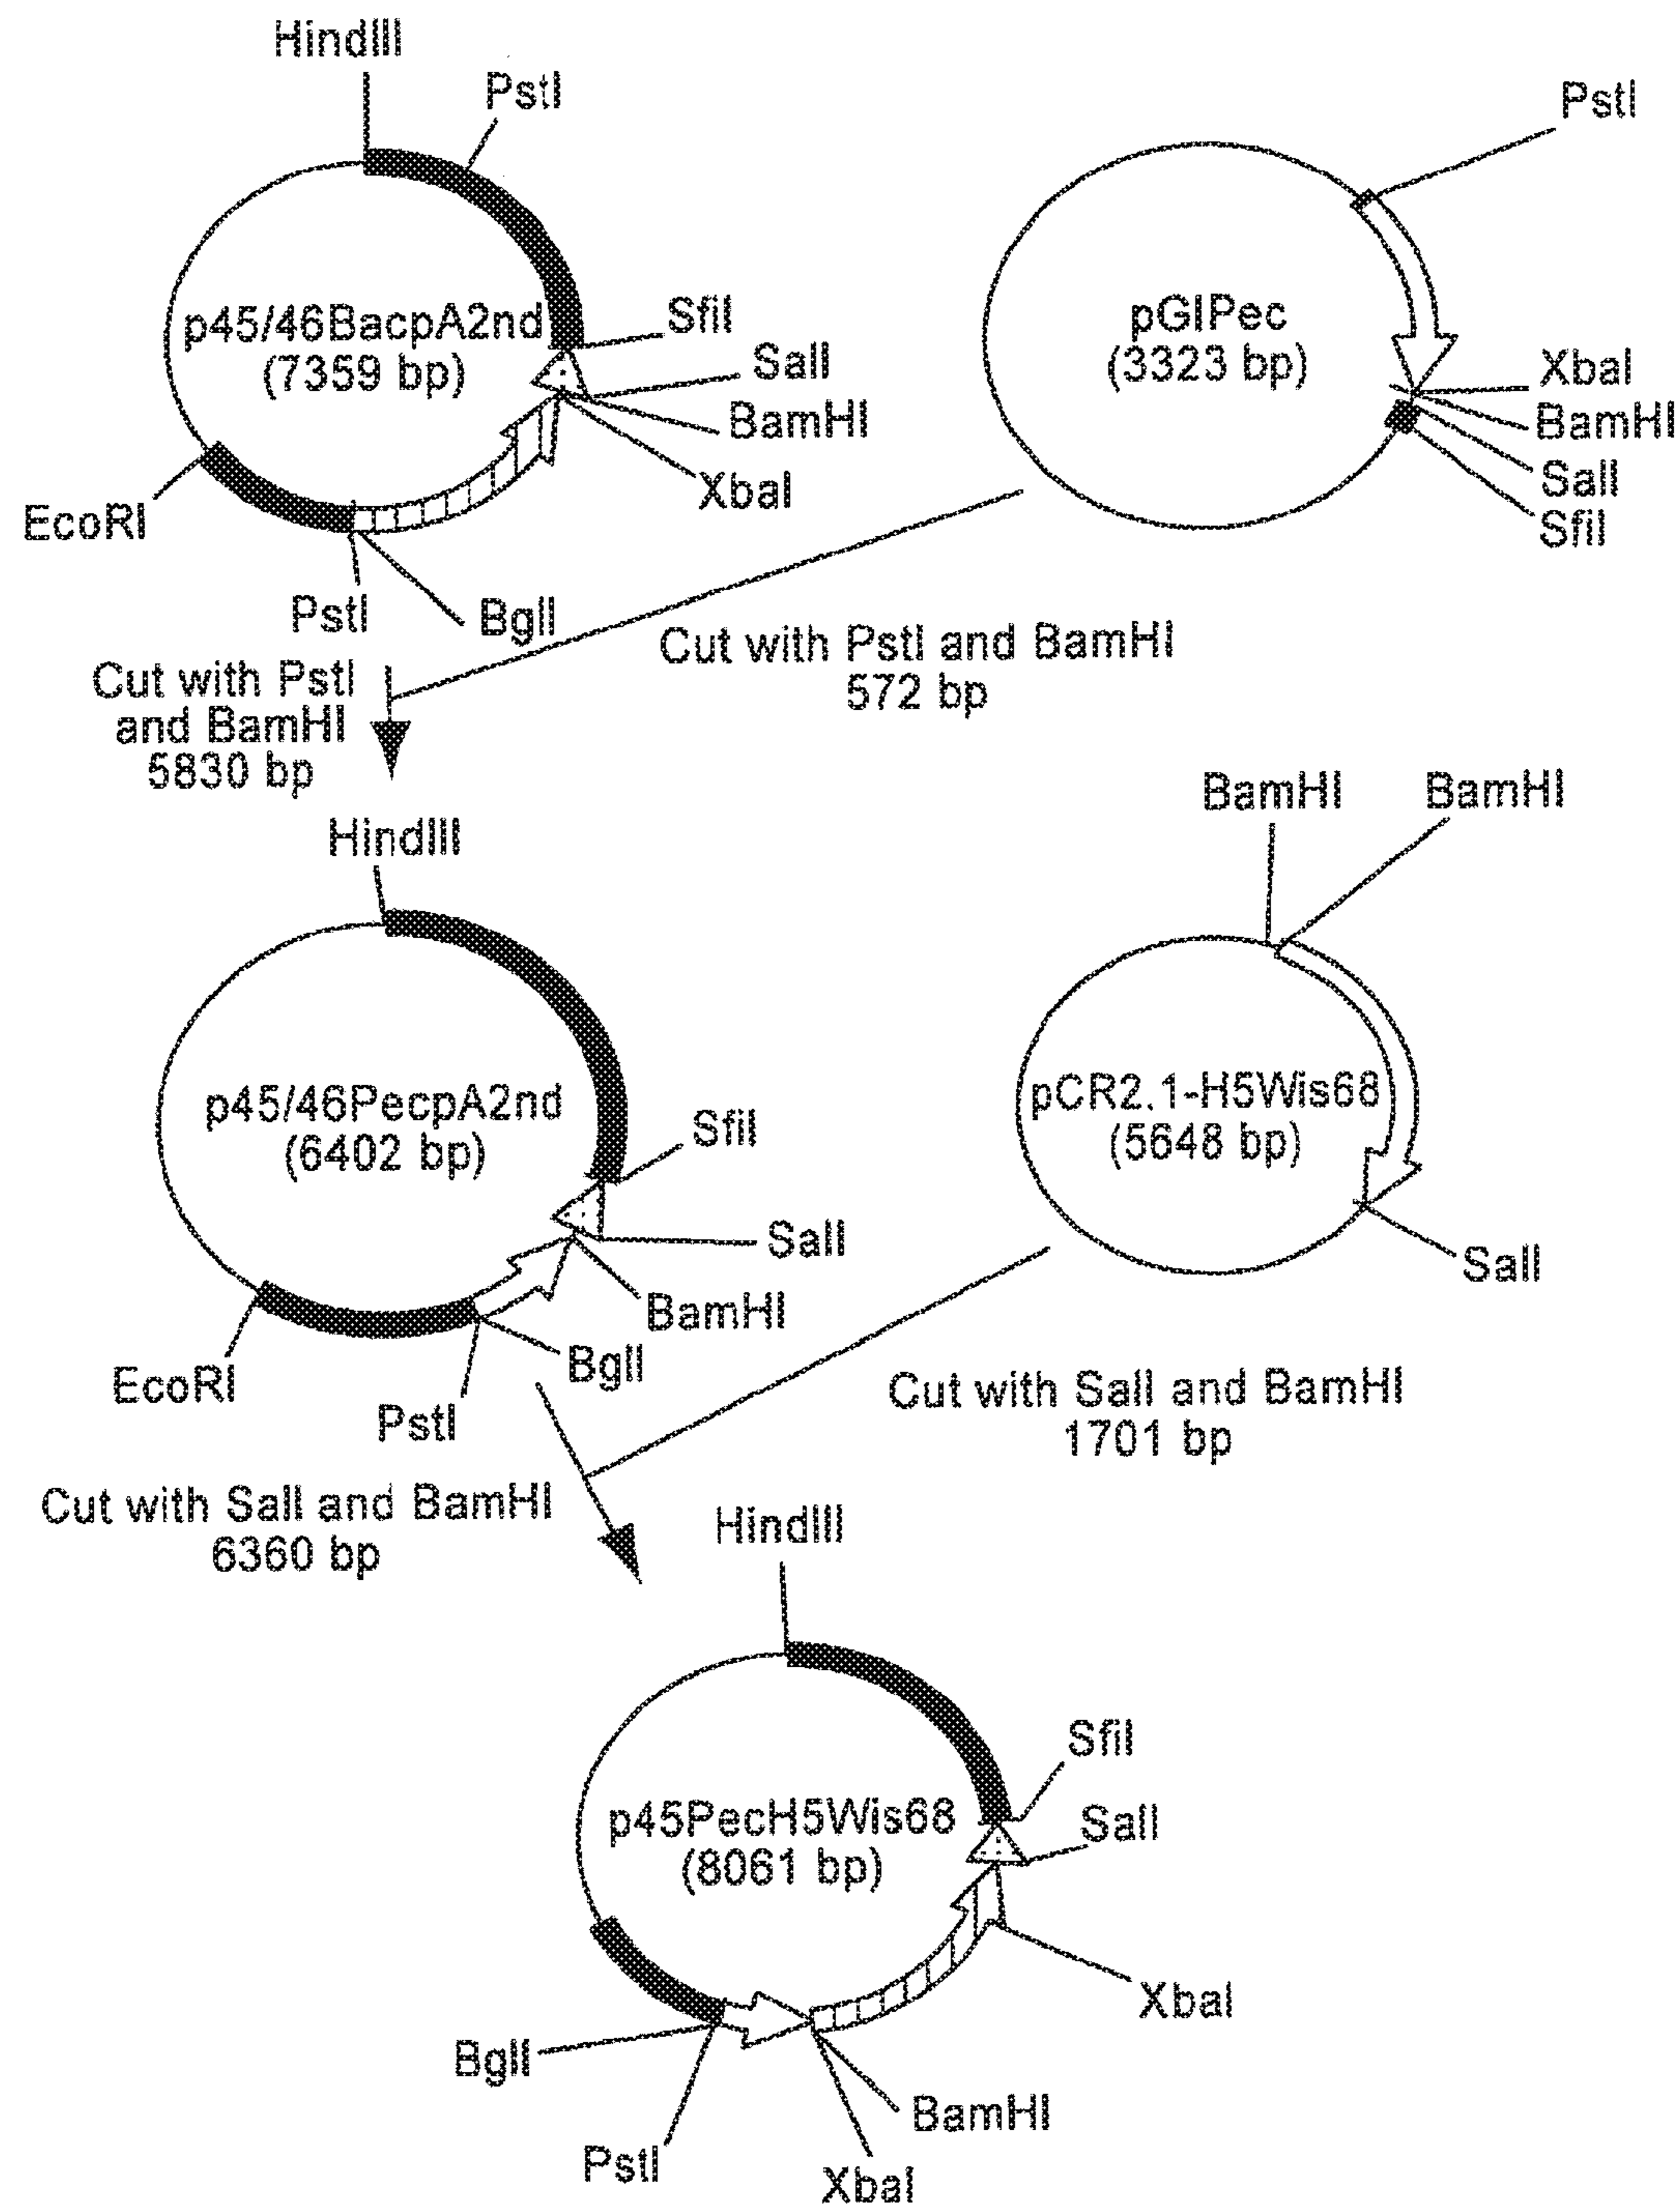 HindIII
PstI
PstI
p45/46BacpA2nd
(7359 bp)
SfiI
SalI
BamHI
XbaI
EcoRI
PstI
BglI
pGIPec
(3323 bp)
XbaI
BamHI
SalI
SfiI
Cut with PstI
and BamHI
5830 bp
Cut with PstI and BamHI
572 bp
HindIII
BamHI
BamHI
p45/46PecpA2nd
(6402 bp)
SfiI
SalI
BamHI
BglI
EcoRI
PstI
pCR2.1-H5Wis68
(5648 bp)
SalI
Cut with SalI and BamHI
1701 bp
Cut with SalI and BamHI
6360 bp
HindIII
p45PecH5Wis68
(8061 bp)
SfiI
SalI
XbaI
BglI
BamHI
PstI
XbaI